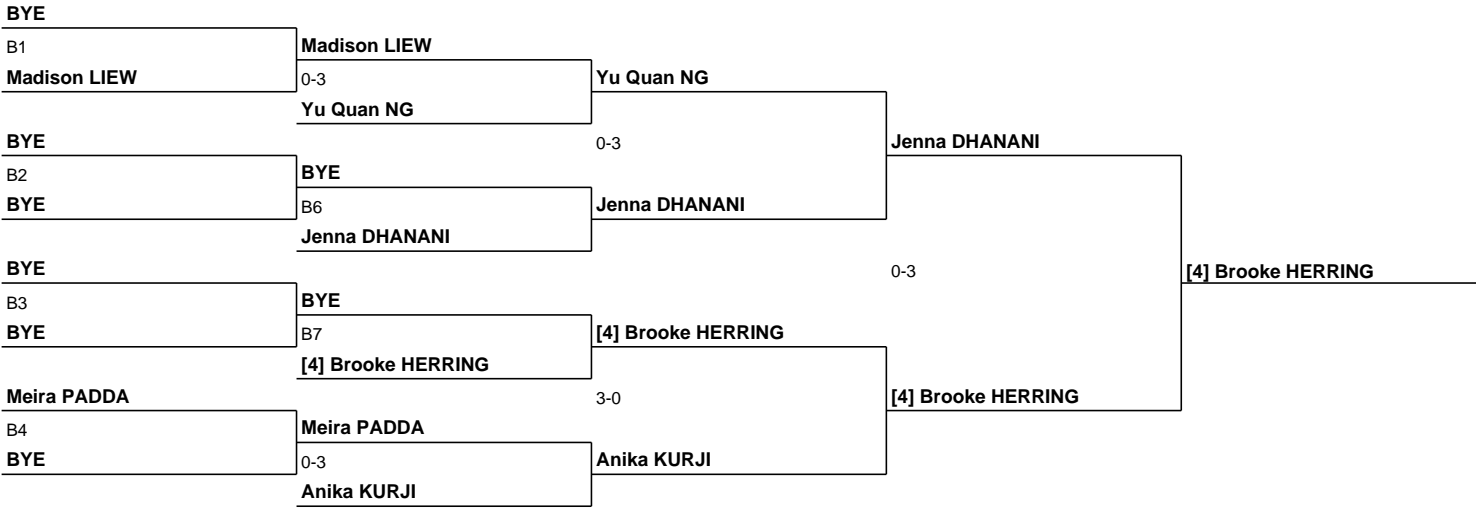 BYE
B1
Madison LIEW
Madison LIEW
0-3
Yu Quan NG
Yu Quan NG
BYE
0-3
Jenna DHANANI
B2
BYE
BYE
B6
Jenna DHANANI
Jenna DHANANI
BYE
0-3
[4] Brooke HERRING
B3
BYE
BYE
B7
[4] Brooke HERRING
[4] Brooke HERRING
Meira PADDA
3-0
[4] Brooke HERRING
B4
Meira PADDA
BYE
0-3
Anika KURJI
Anika KURJI